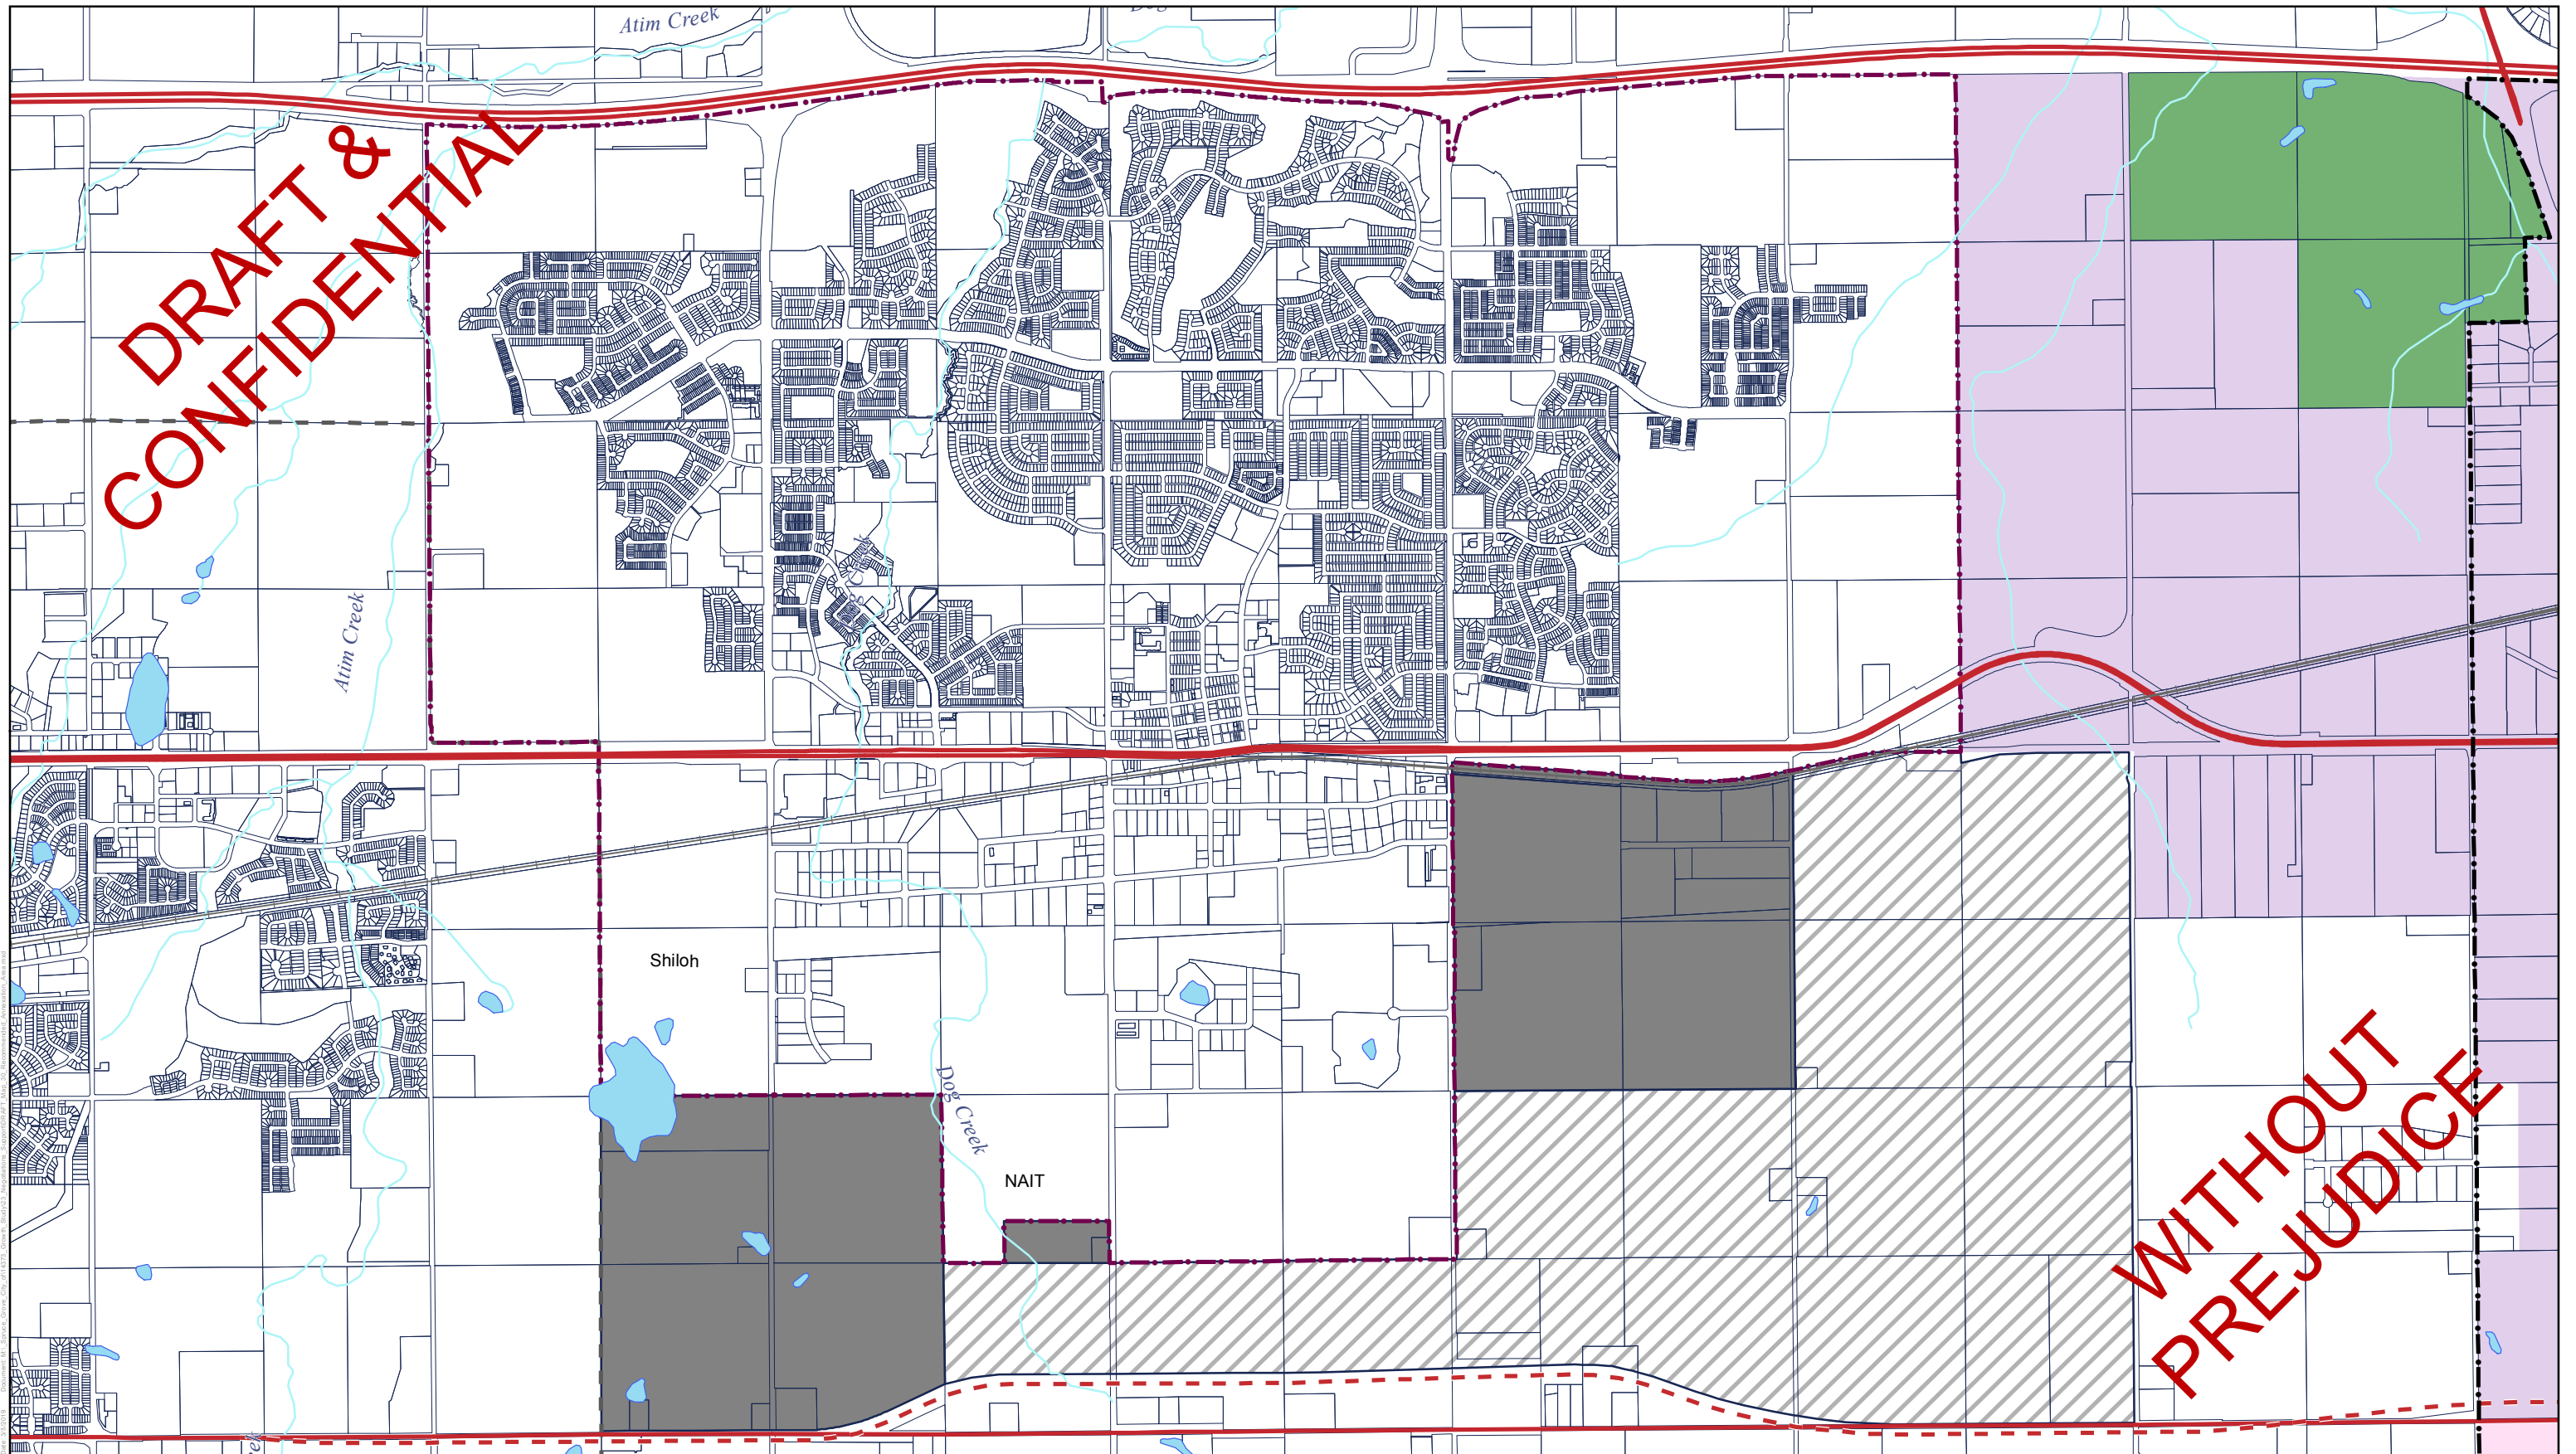 Atim Creek
DRAFT &
CONFIDENTIAL
Atim Creek
Shiloh
Dog Creek
NAIT
WITHOUT
PREJUDICE